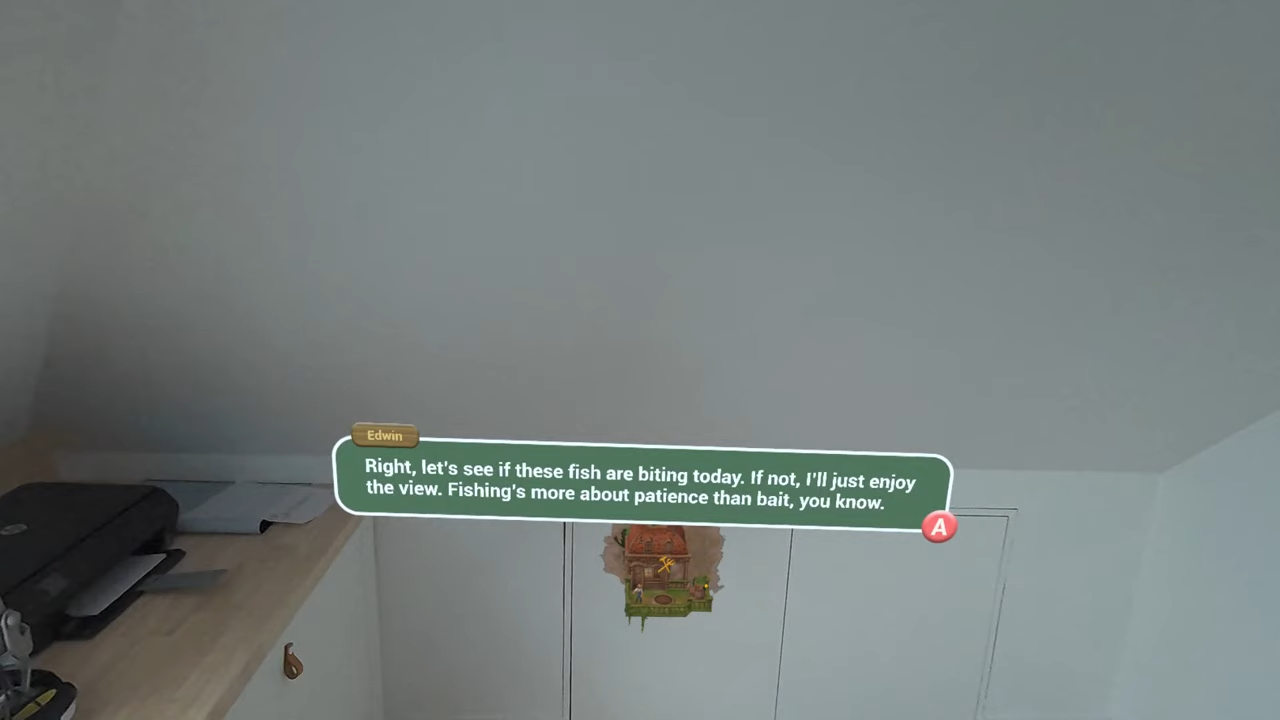 Edwin
Right, let's see if these fish are biting today. If not, I'll just enjoy
the view. Fishing's more about patience than bait, you know.
A